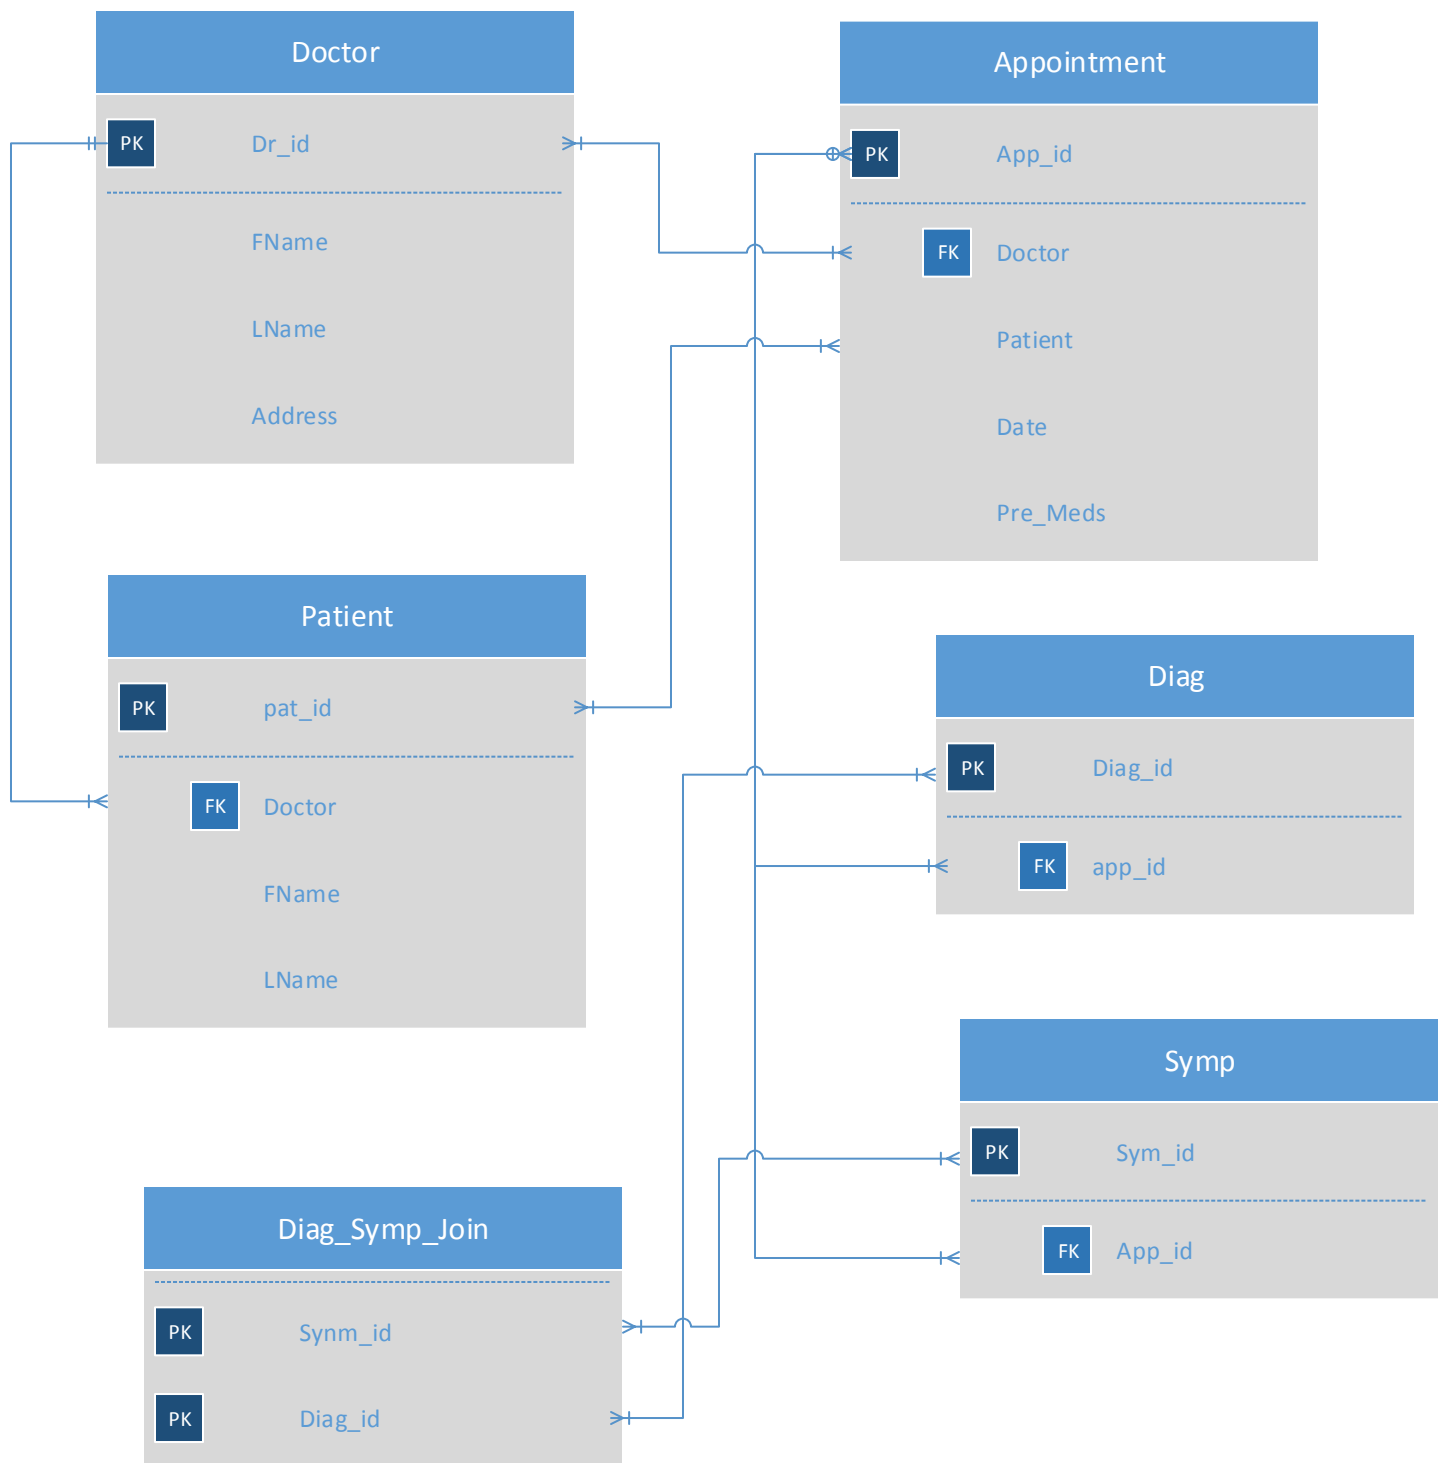 Doctor
PK Dr_id
FName
LName
Address
Appointment
PK App_id
FK Doctor
Patient
Date
Pre_Meds
Patient
PK pat_id
FK Doctor
FName
LName
Diag
PK Diag_id
FK app_id
Symp
PK Sym_id
FK App_id
Diag_Symp_Join
PK Synm_id
PK Diag_id